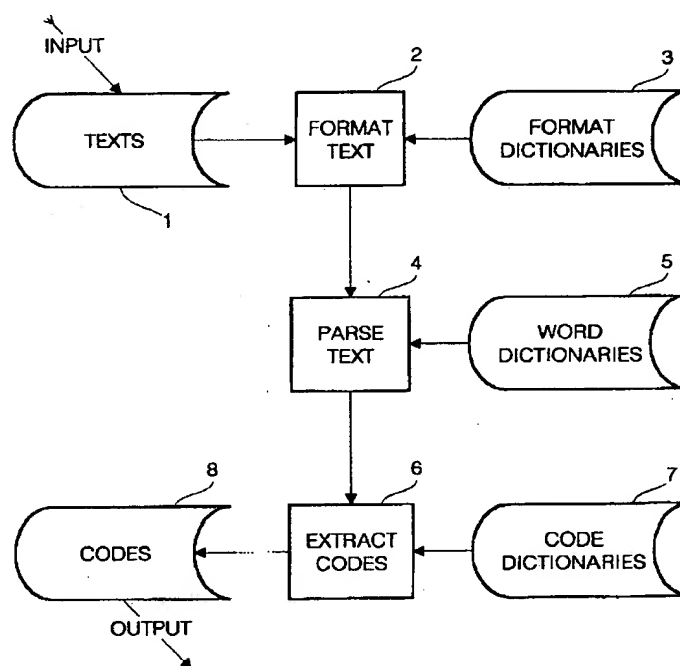 INPUT
2
3
TEXTS
FORMAT
TEXT
FORMAT
DICTIONARIES
1
4
5
PARSE
TEXT
WORD
DICTIONARIES
8
6
7
CODES
EXTRACT
CODES
CODE
DICTIONARIES
OUTPUT